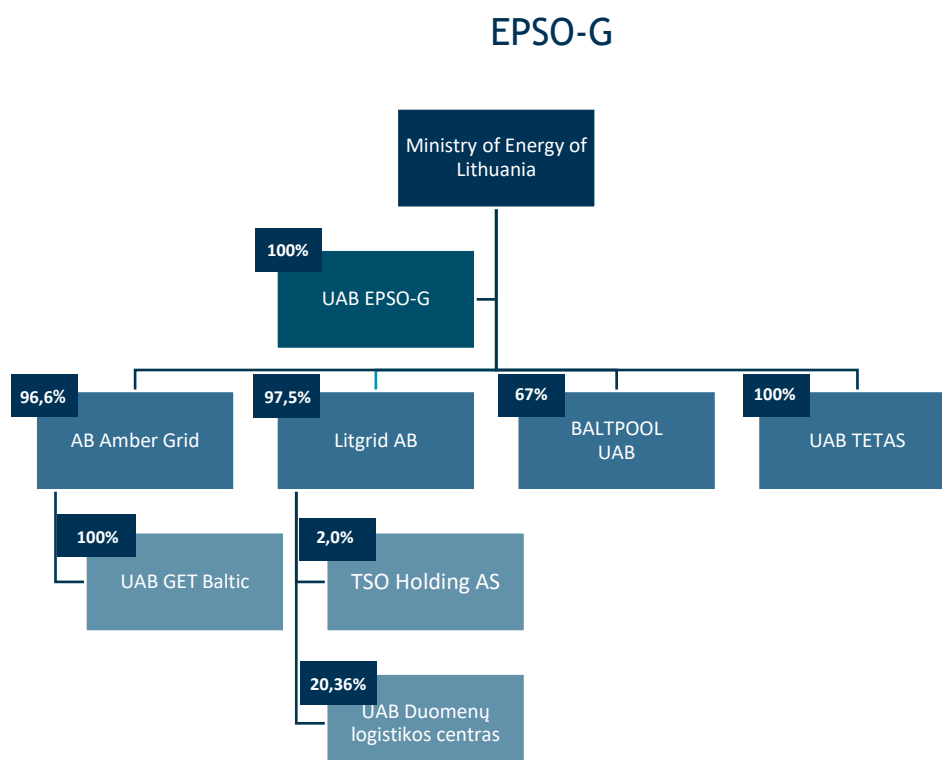 EPSO-G
Ministry of Energy of
Lithuania
100%
UAB EPSO-G
96,6%
AB Amber Grid
97,5%
Litgrid AB
67%
BALTPOOL
UAB
100%
UAB TETAS
100%
UAB GET Baltic
2,0%
TSO Holding AS
20,36%
UAB Duomenų
logistikos centras